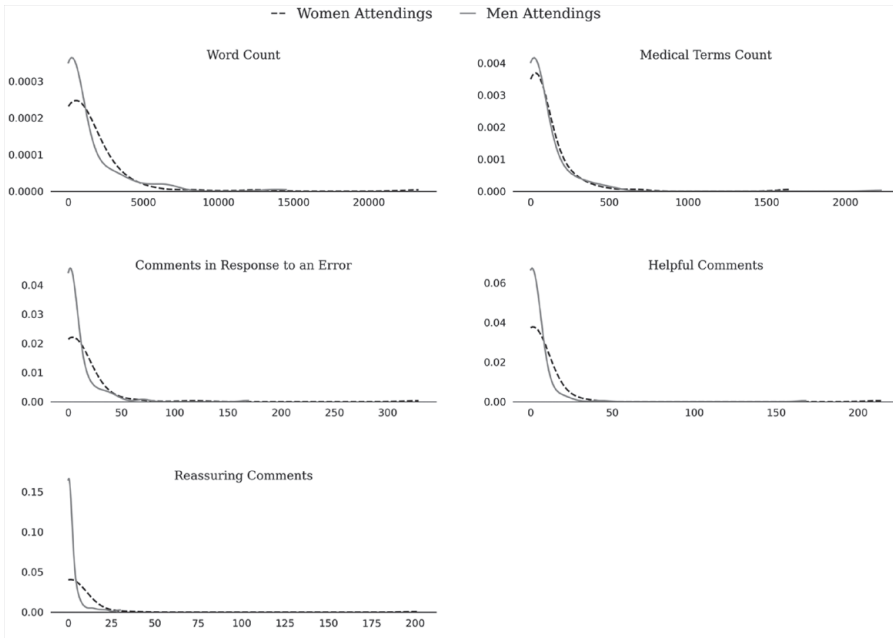 Women Attendings Men Attendings
Word Count
0.0003
0.0002
0.0001
0.0000
0 5000 10000 15000 20000
Medical Terms Count
0.004
0.003
0.002
0.001
0.000
0 500 1000 1500 2000
Comments in Response to an Error
0.04
0.03
0.02
0.01
0.00
0 50 100 150 200 250 300
Helpful Comments
0.06
0.04
0.02
0.00
0 50 100 150 200
Reassuring Comments
0.15
0.10
0.05
0.00
0 25 50 75 100 125 150 175 200